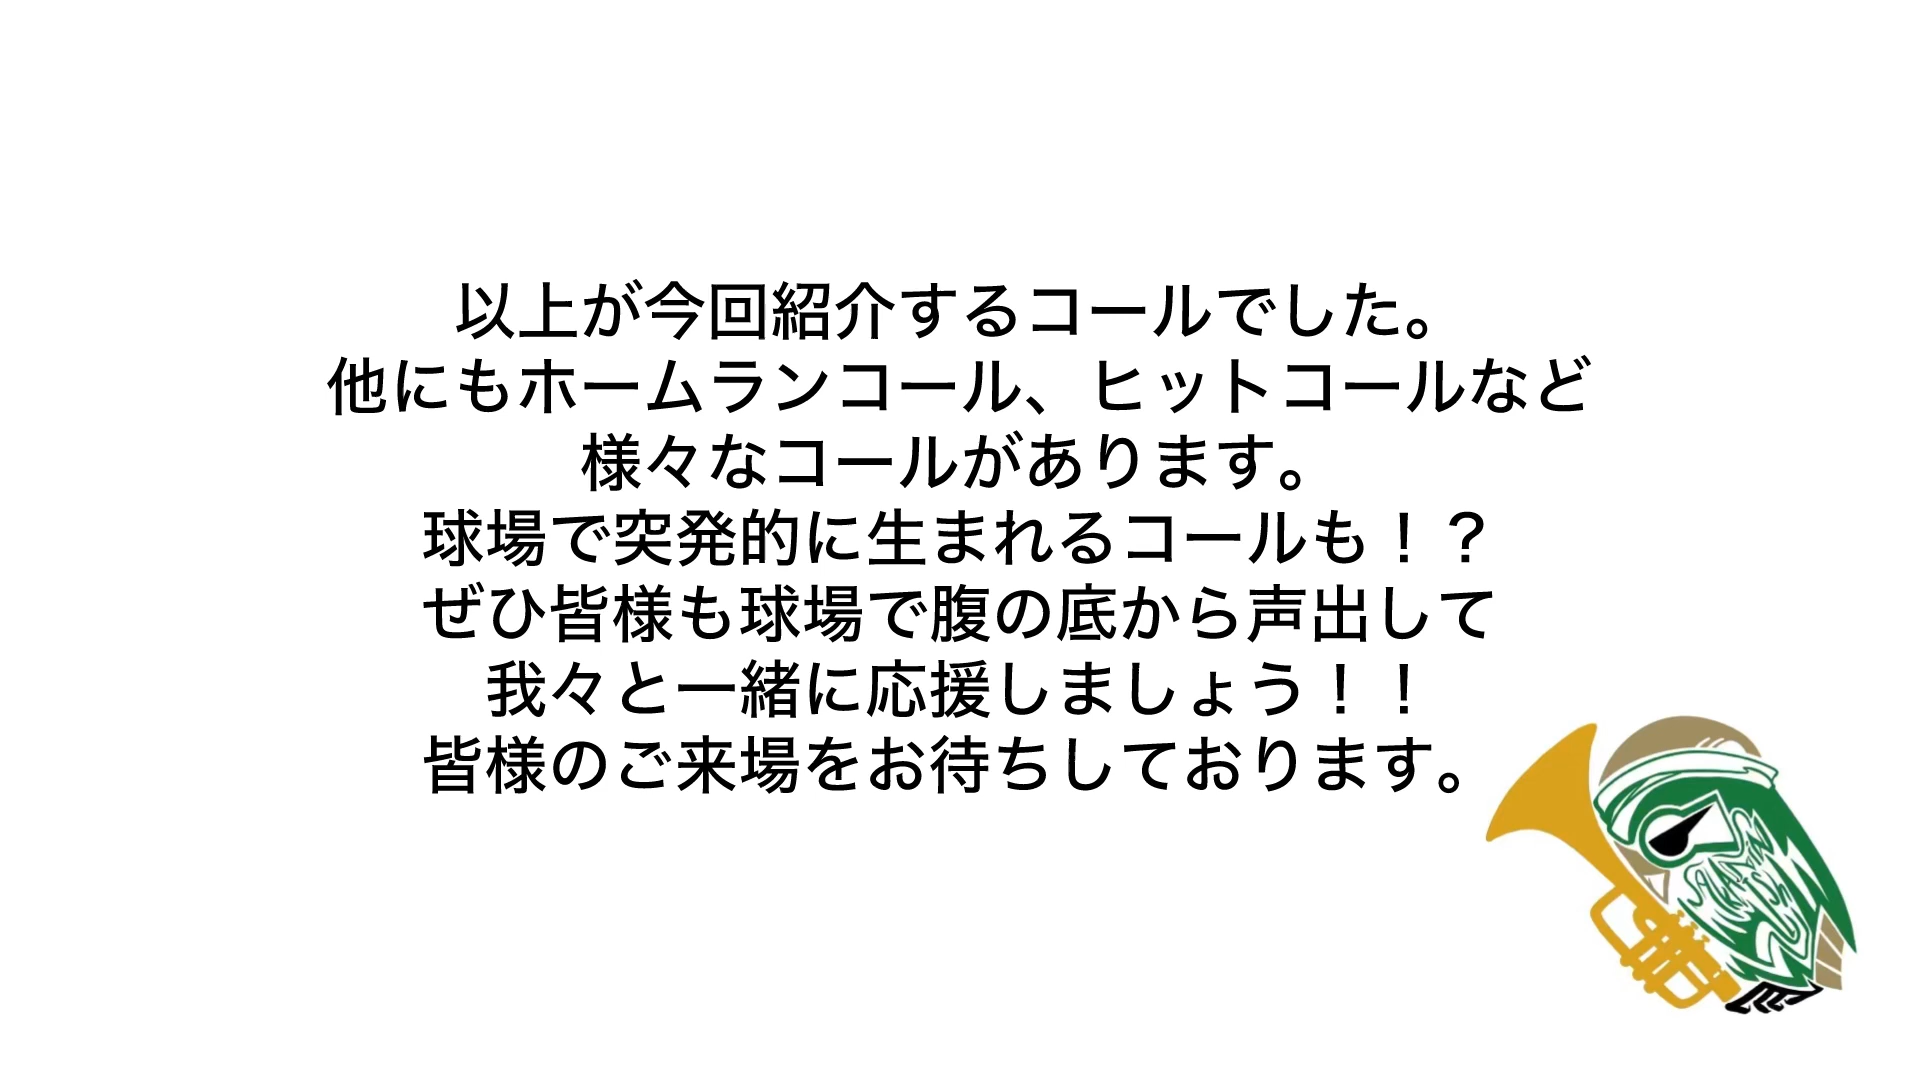 以上が今回紹介するコールでした。
他にもホームランコール、ヒットコールなど
様々なコールがあります。
球場で突発的に生まれるコールも！？
ぜひ皆様も球場で腹の底から声出して
我々と一緒に応援しましょう！！
皆様のご来場をお待ちしております。